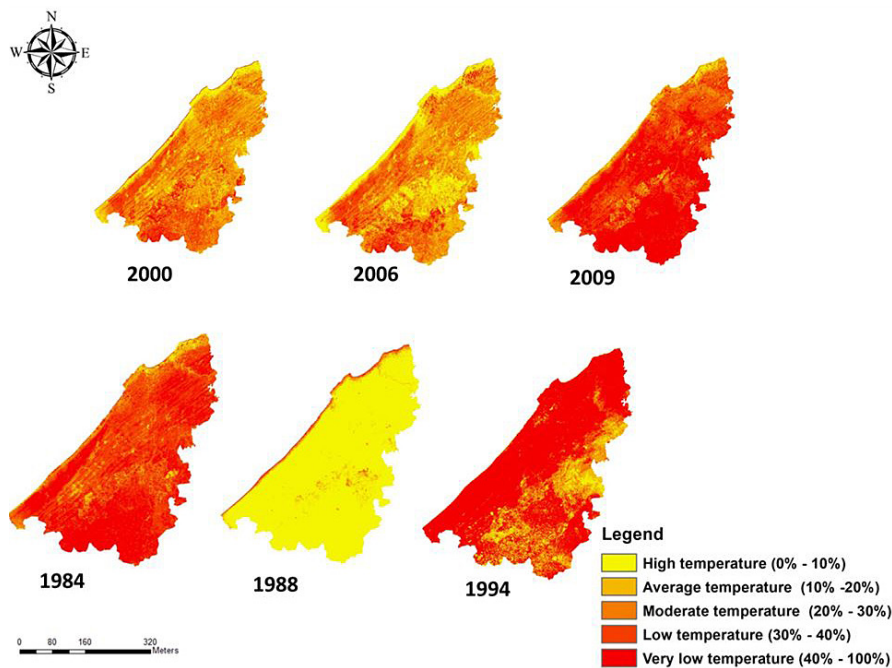 N
W E
S
2000
2006
2009
1984
1988
1994
Legend
High temperature (0% - 10%)
Average temperature (10% -20%)
Moderate temperature (20% - 30%)
Low temperature (30% - 40%)
Very low temperature (40% - 100%)
0 80 160 320
Meters